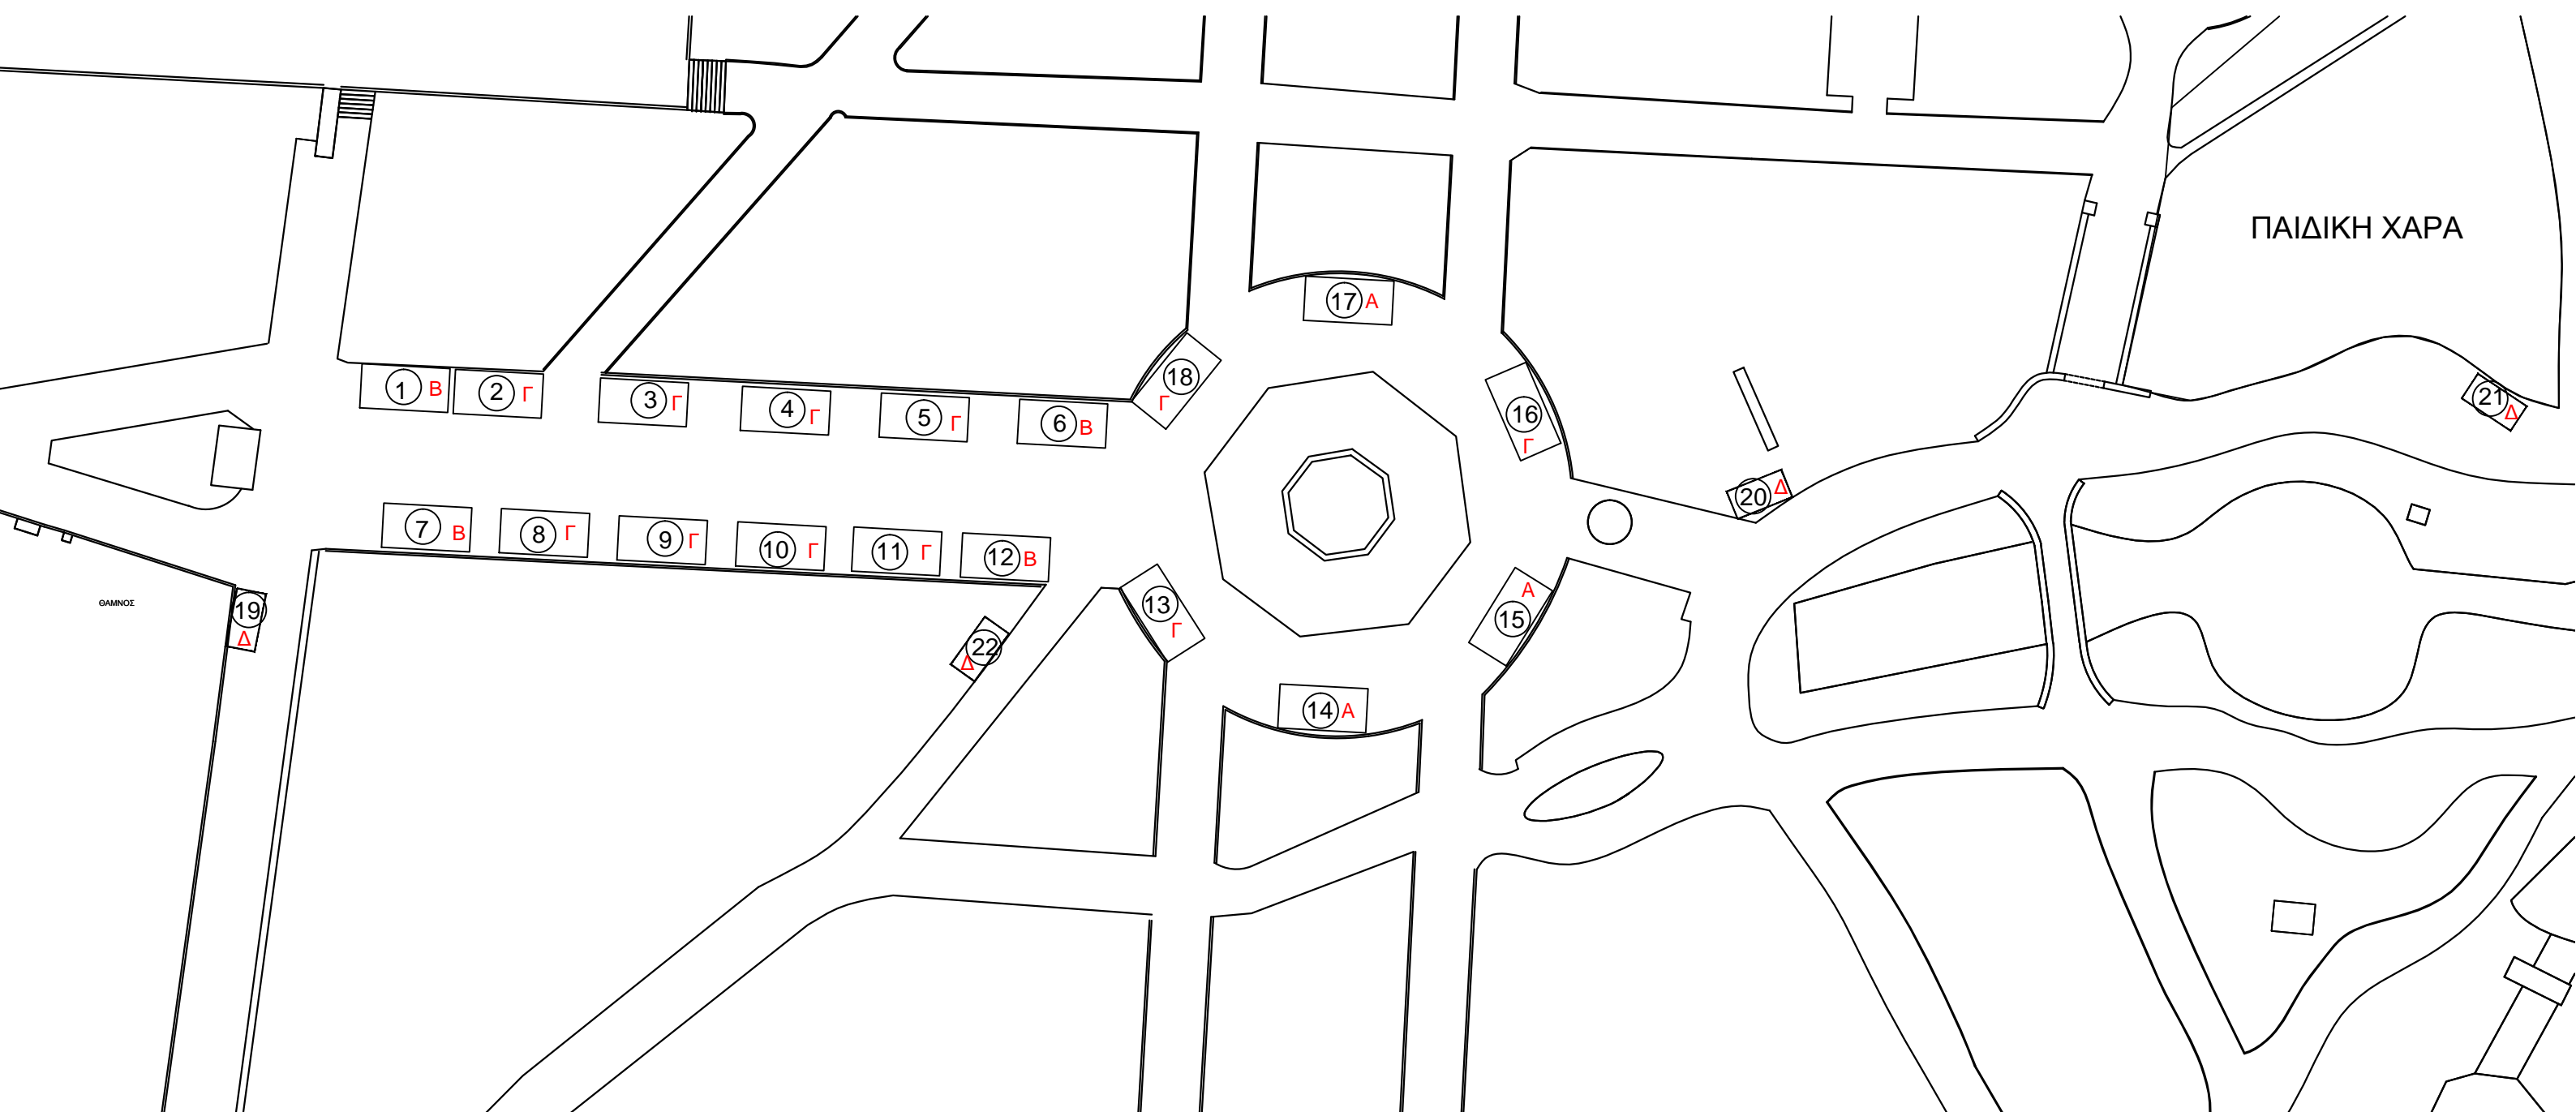 ΠΑΙΔΙΚΗ ΧΑΡΑ
17 Α
18 Γ
1 Β
2 Γ
3 Γ
4 Γ
5 Γ
6 Β
16 Γ
21 Δ
20 Δ
7 Β
8 Γ
9 Γ
10 Γ
11 Γ
12 Β
ΘΑΜΝΟΣ
19 Δ
13 Γ
Α 15
22 Δ
14 Α